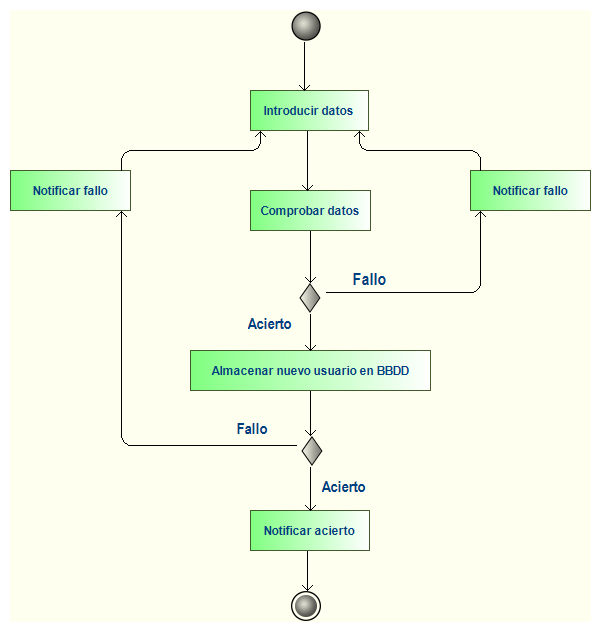 Introducir datos
Notificar fallo
Notificar fallo
Comprobar datos
Fallo
Acierto
Almacenar nuevo usuario en BBDD
Fallo
Acierto
Notificar acierto